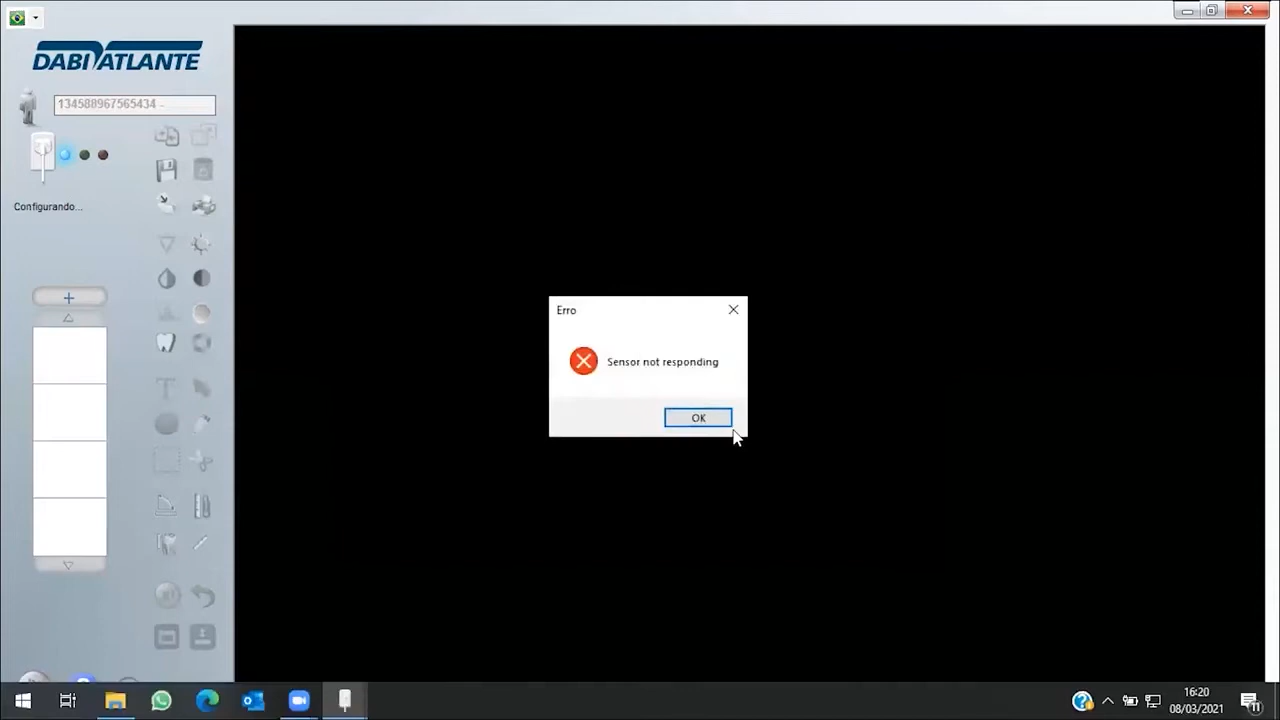 DABI ATLANTE
134588967565434 -
Configurando...
Erro
Sensor not responding
OK
16:20
08/03/2021
11